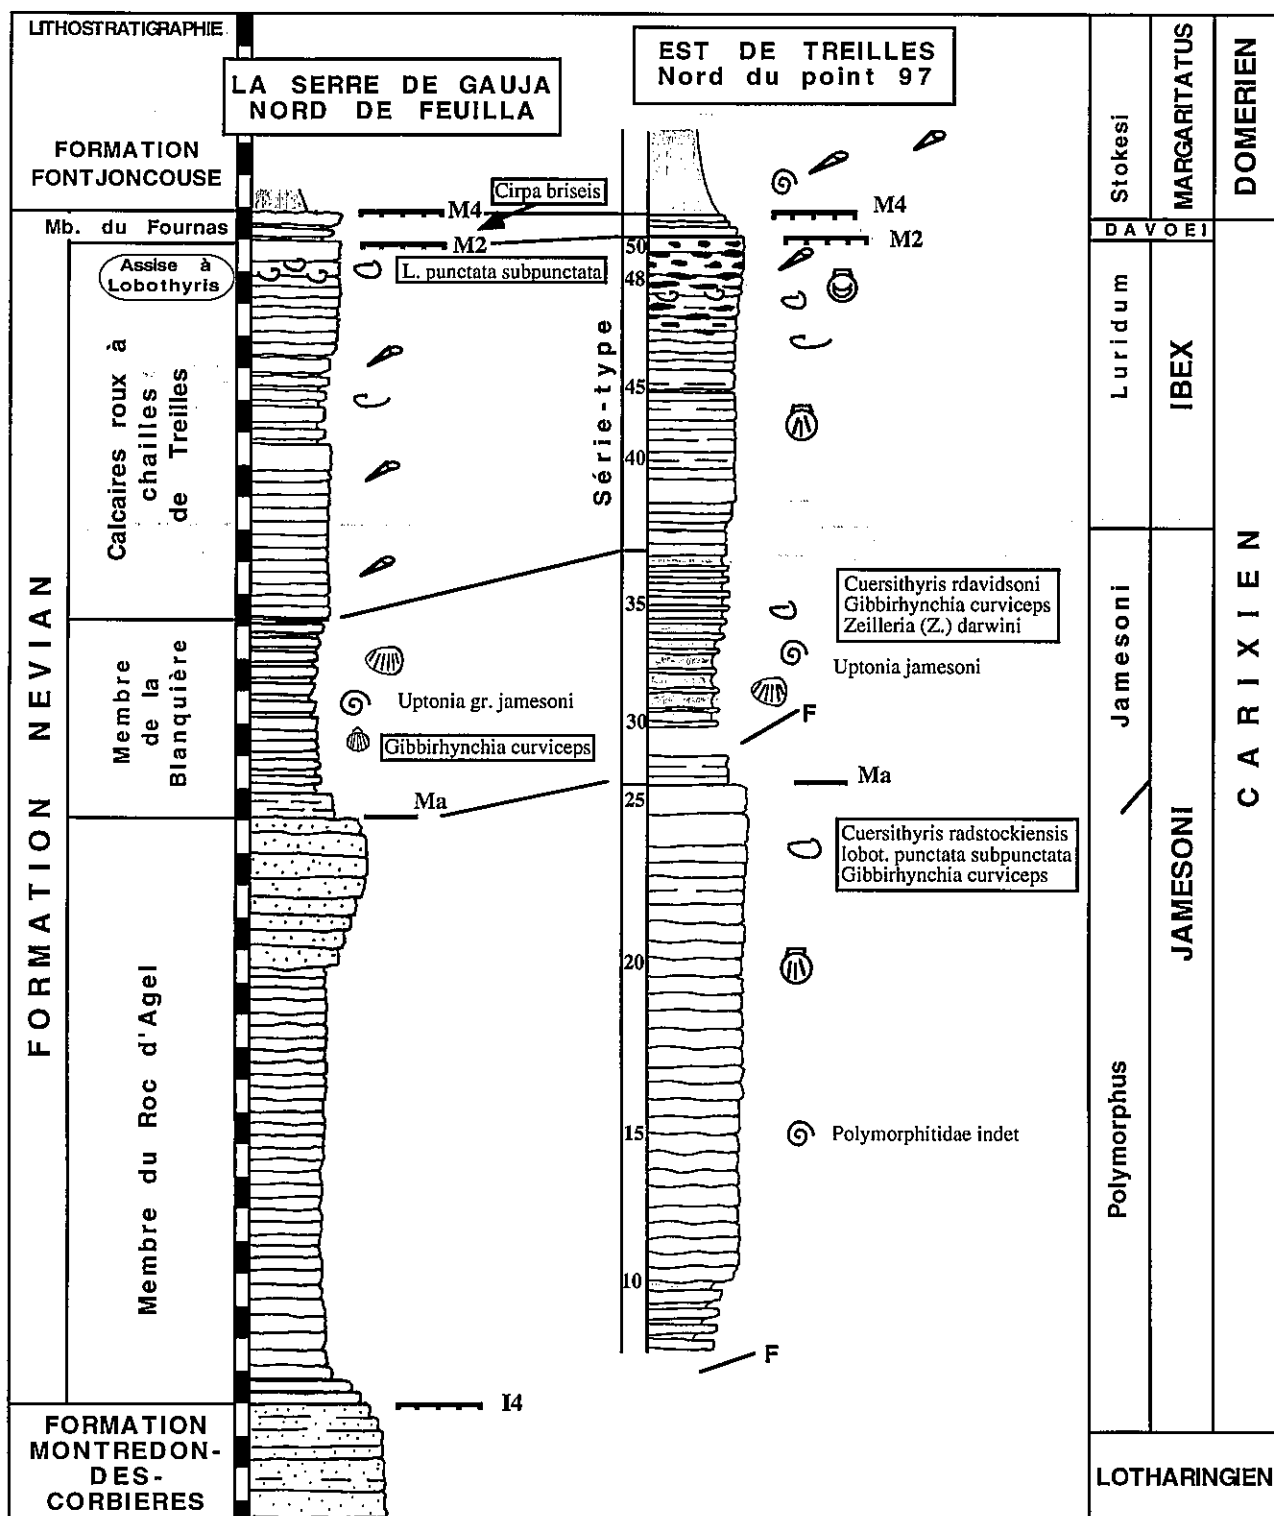 LITHOSTRATIGRAPHIE
LA SERRE DE GAUJA
NORD DE FEUILLA
EST DE TREILLES
Nord du point 97
FORMATION
FONTJONCOUSE
Mb. du Fournas
Assise à
Lobothyris
Calcaires roux à
chailles
de Treilles
Membre
de la
Blanquière
Membre du Roc d'Agel
FORMATION NEVIAN
FORMATION
MONTREDON-
DES-
CORBIERES
Cirpa briseis
M4
M2
L. punctata subpunctata
Uptonia gr. jamesoni
Gibbirhynchia curviceps
Ma
I4
Série-type
50
48
45
40
35
30
25
20
15
10
M4
M2
Cuersithyris rdavidsoni
Gibbirhynchia curviceps
Zeilleria (Z.) darwini
Uptonia jamesoni
F
Ma
Cuersithyris radstockiensis
lobot. punctata subpunctata
Gibbirhynchia curviceps
Polymorphitidae indet
F
Stokesi
MARGARITATUS
DOMERIEN
DAVOEI
Luridum
IBEX
Jamesoni
Polymorphus
JAMESONI
CARIXIEN
LOTHARINGIEN